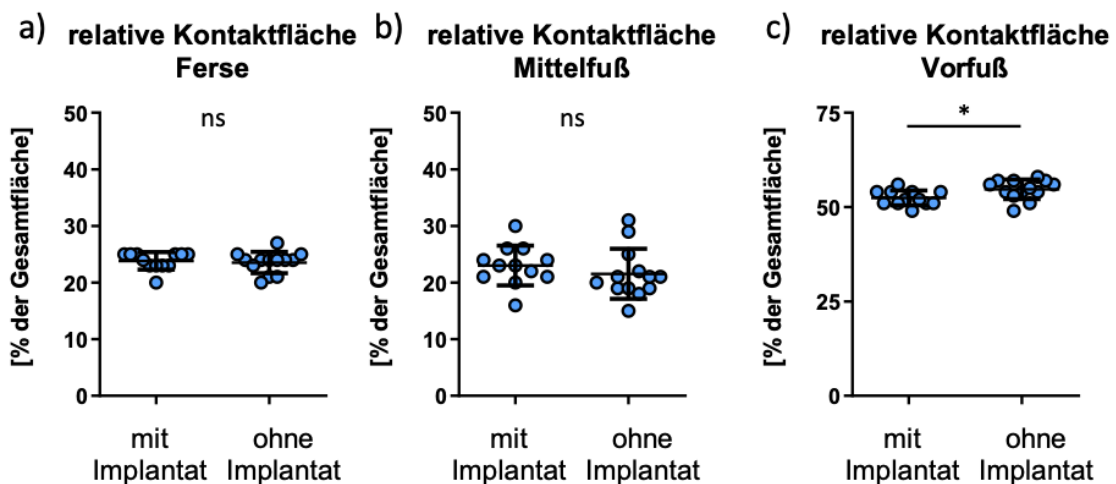 a) relative Kontaktfläche
Ferse
ns
[% der Gesamtfläche]
50
40
30
20
10
0
mit
Implantat
ohne
Implantat
b) relative Kontaktfläche
Mittelfuß
ns
[% der Gesamtfläche]
50
40
30
20
10
0
mit
Implantat
ohne
Implantat
c) relative Kontaktfläche
Vorfuß
*
[% der Gesamtfläche]
75
50
25
0
mit
Implantat
ohne
Implantat